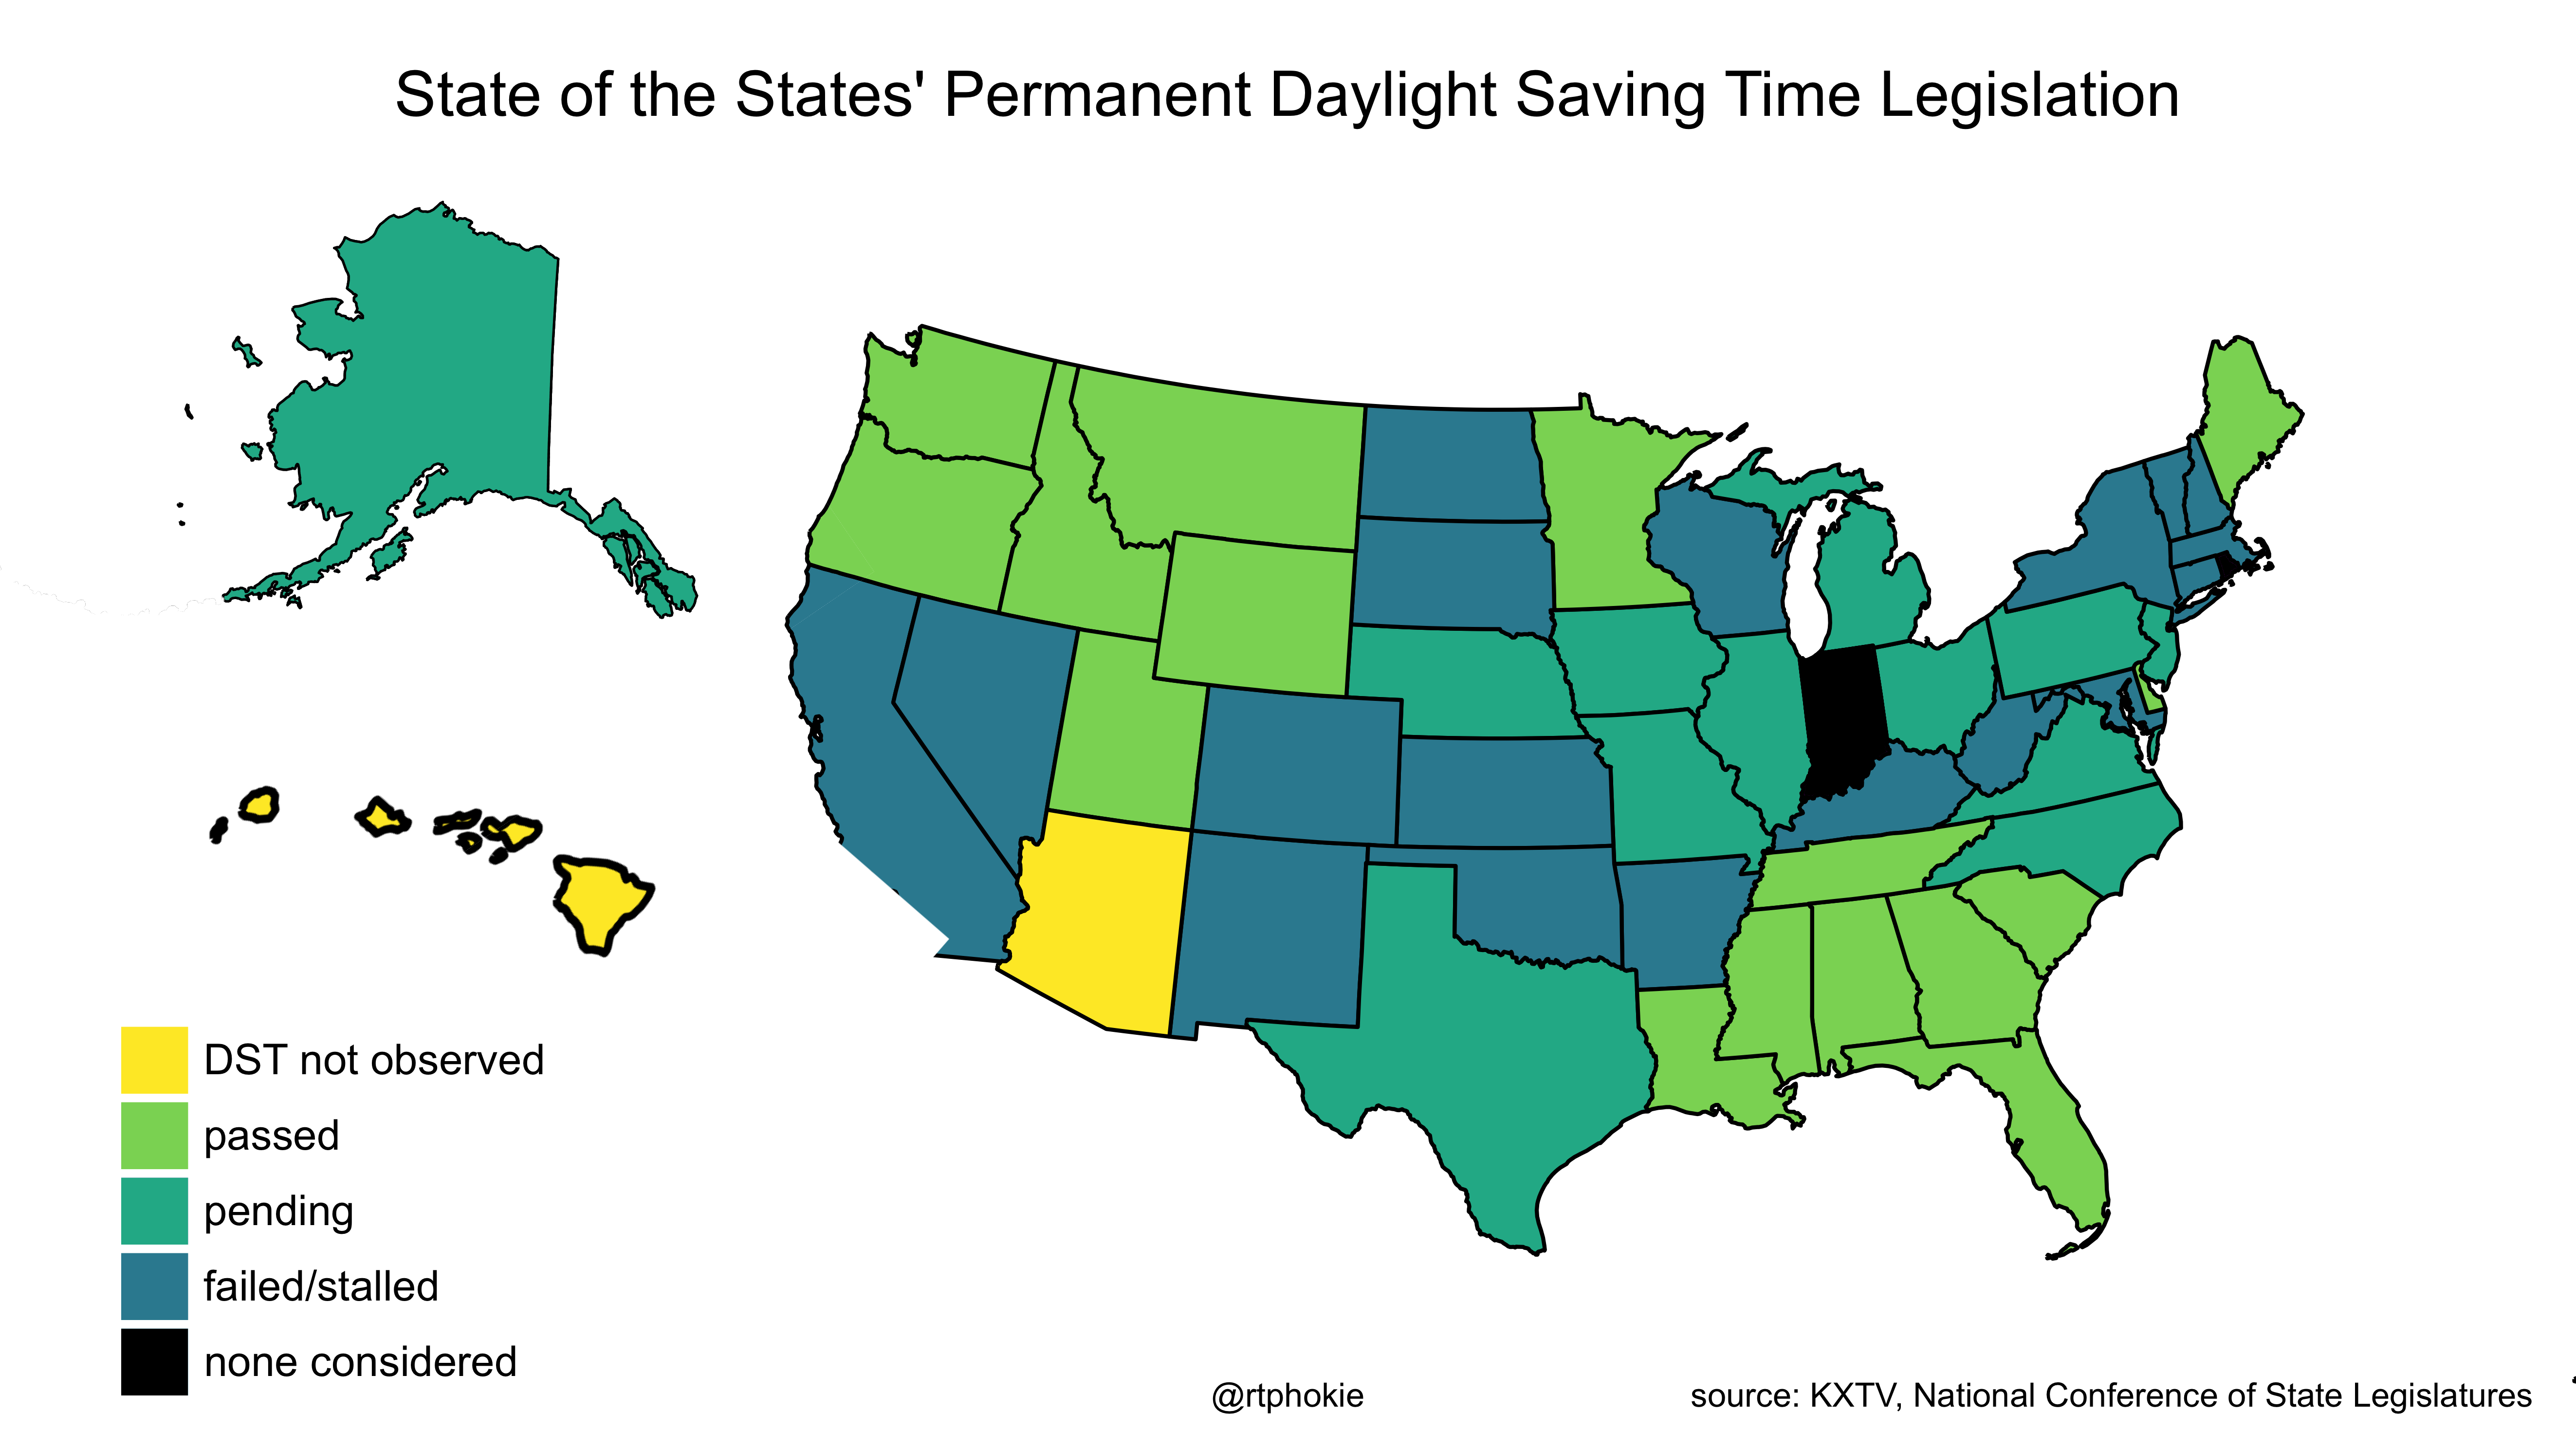 State of the States' Permanent Daylight Saving Time Legislation
DST not observed
passed
pending
failed/stalled
none considered
@rtphokie
source: KXTV, National Conference of State Legislatures